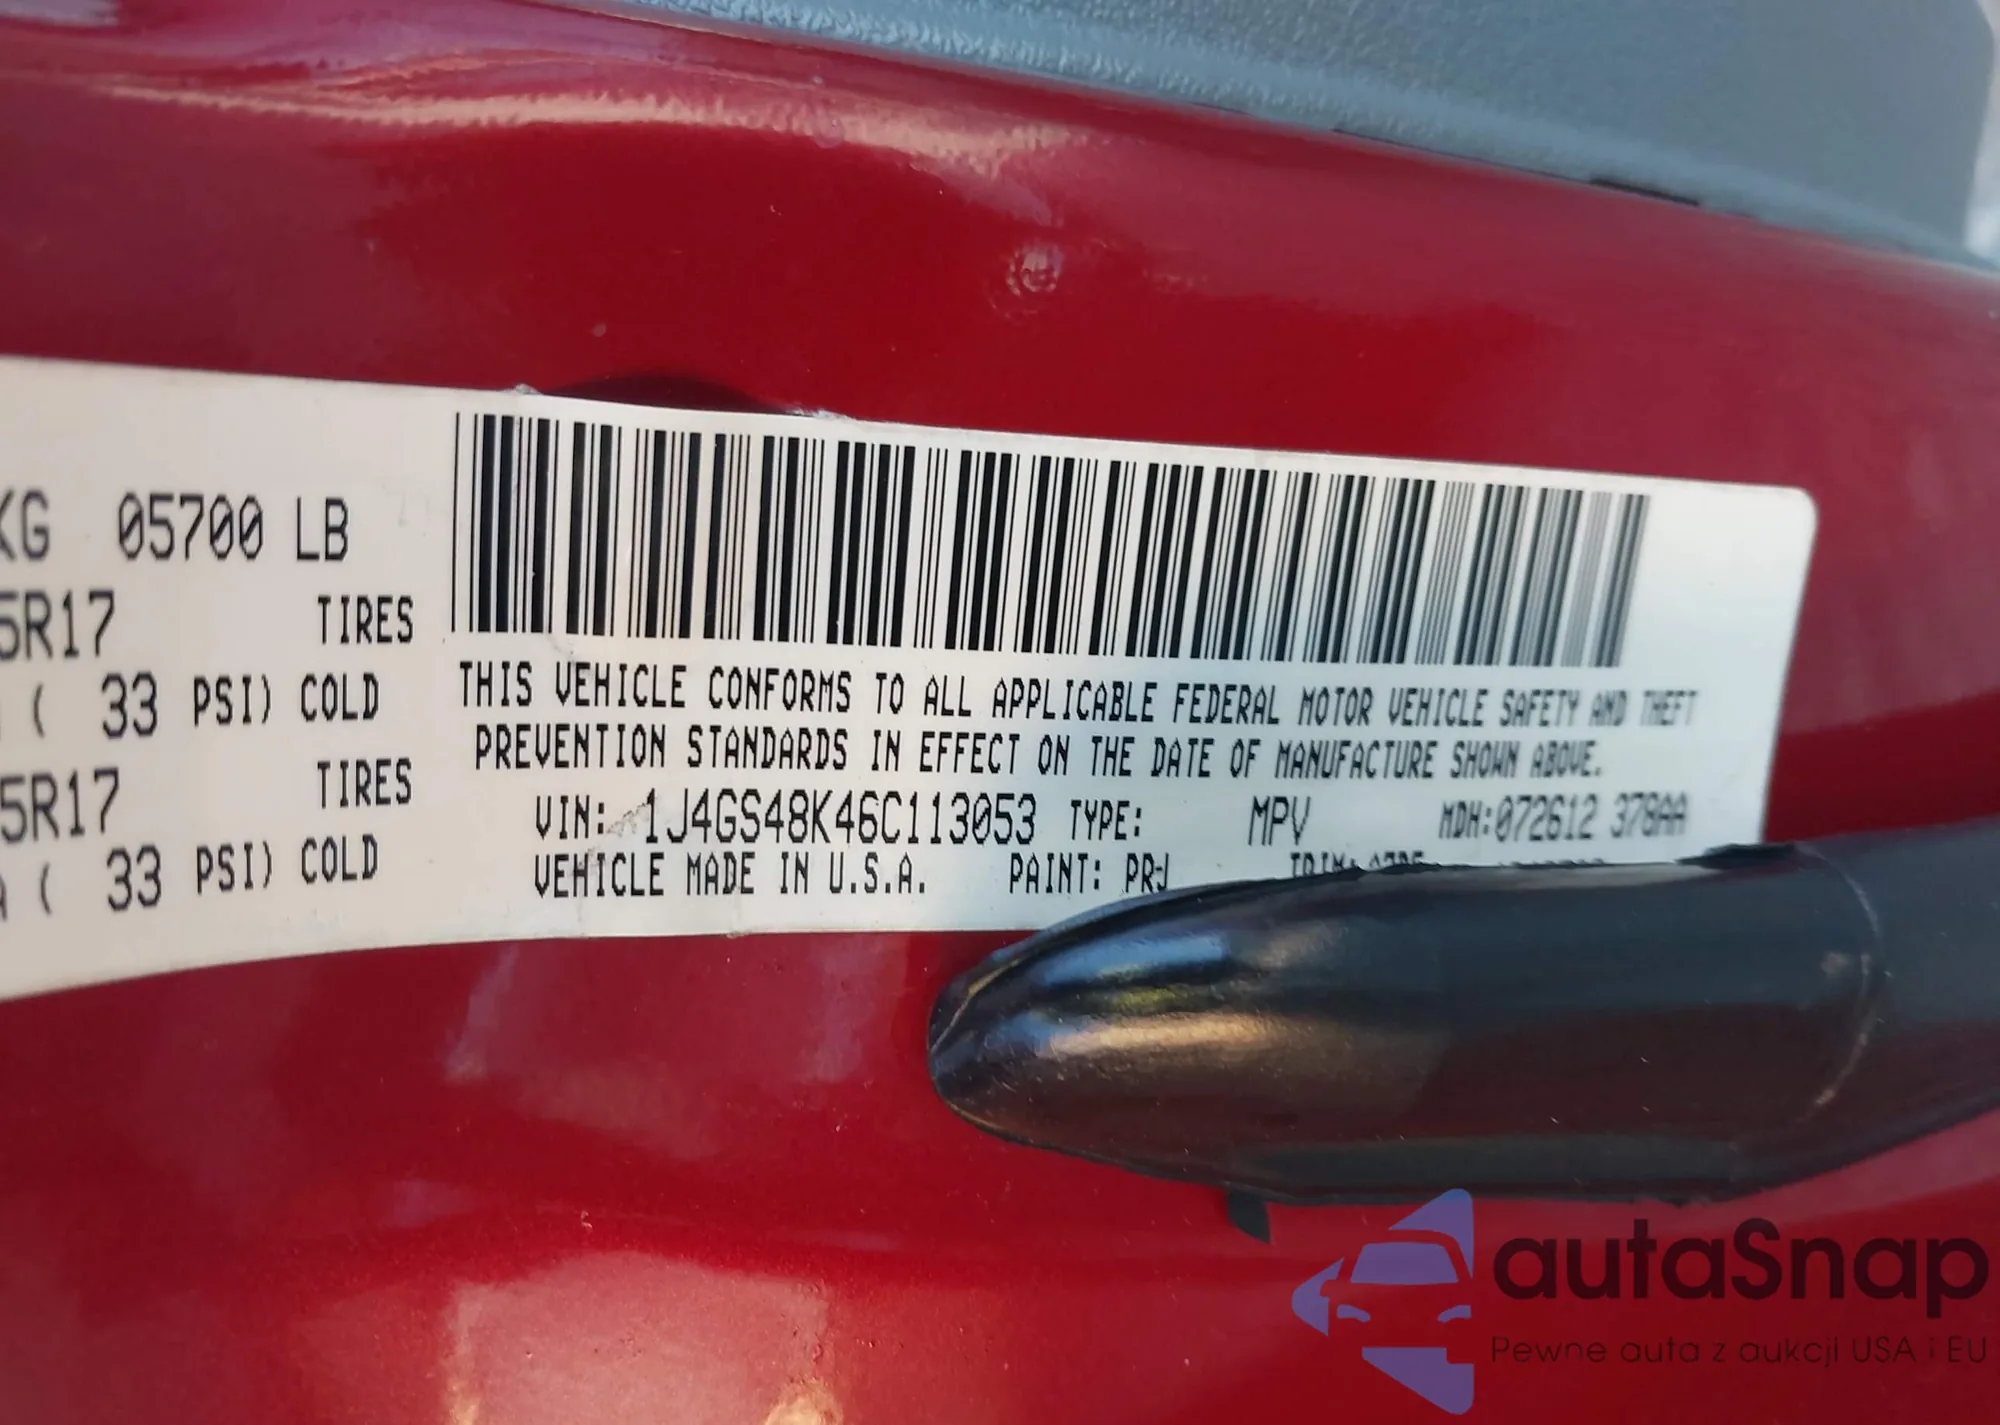 KG 05700 LB
5R17 TIRES
( 33 PSI) COLD
5R17 TIRES
A ( 33 PSI) COLD
THIS VEHICLE CONFORMS TO ALL APPLICABLE FEDERAL MOTOR VEHICLE SAFETY AND THEFT
PREVENTION STANDARDS IN EFFECT ON THE DATE OF MANUFACTURE SHOWN ABOVE.
VIN: 1J4GS48K46C113053 TYPE: MPV MDH:072612 378AA
VEHICLE MADE IN U.S.A. PAINT: PRJ TRIM:
autaSnap
Pewne auta z aukcji USA i EU